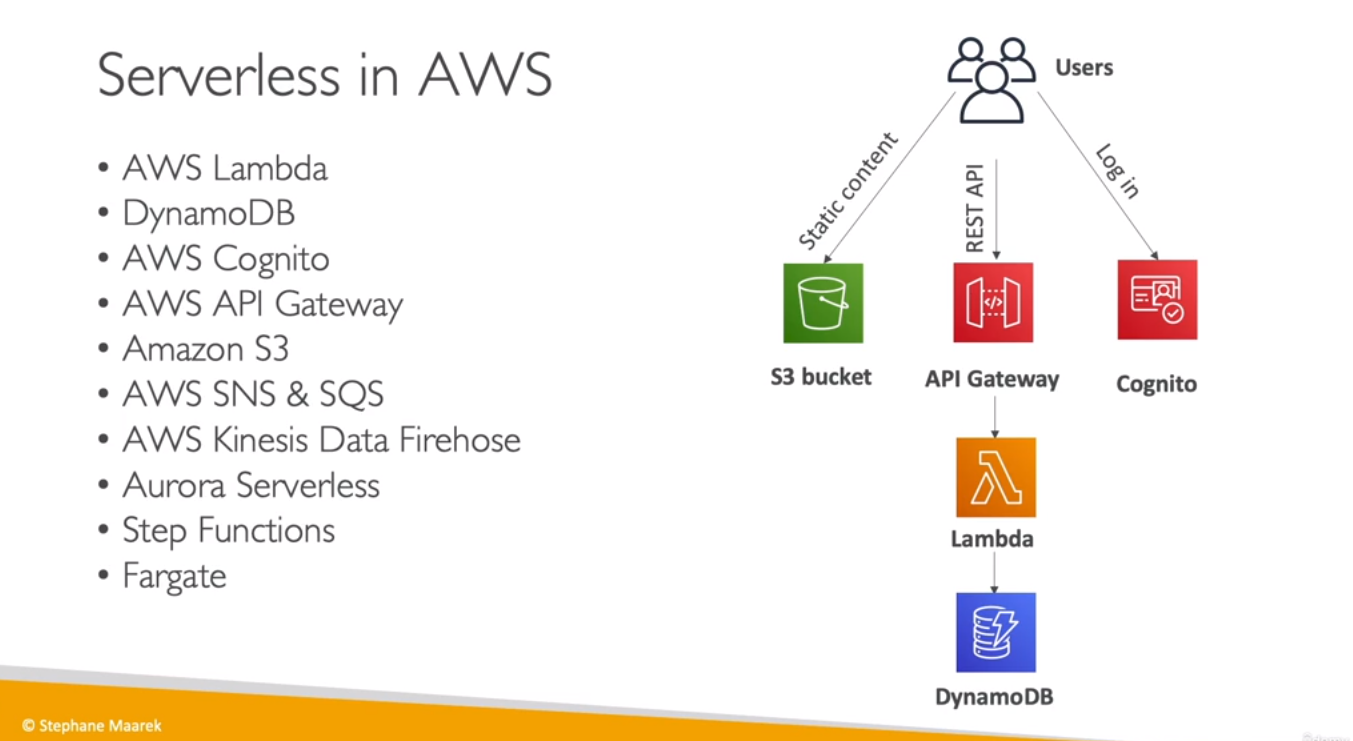 Serverless in AWS
• AWS Lambda
• DynamoDB
• AWS Cognito
• AWS API Gateway
• Amazon S3
• AWS SNS & SQS
• AWS Kinesis Data Firehose
• Aurora Serverless
• Step Functions
• Fargate
Users
Static content
REST API
Log in
S3 bucket
API Gateway
Cognito
</>
Lambda
DynamoDB
© Stephane Maarek